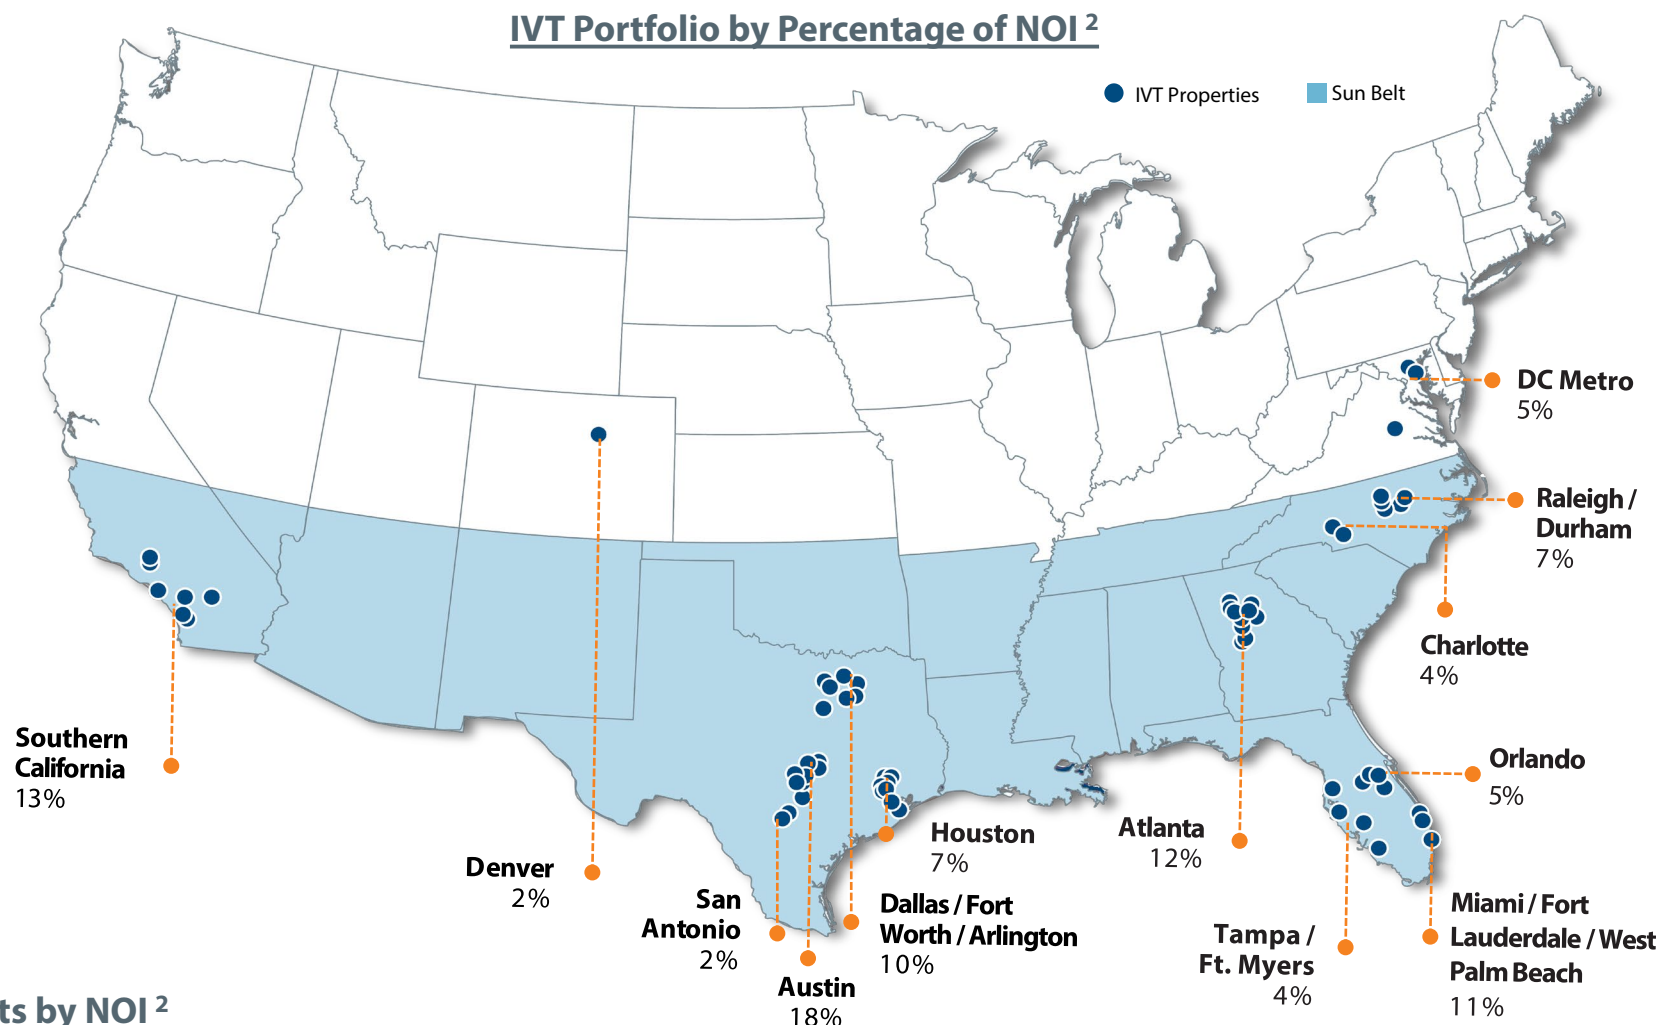 IVT Portfolio by Percentage of NOI 2
IVT Properties
Sun Belt
DC Metro
5%
Raleigh /
Durham
7%
Charlotte
4%
Southern
California
13%
Orlando
5%
Houston
7%
Atlanta
12%
Denver
2%
San
Antonio
2%
Dallas / Fort
Worth / Arlington
10%
Austin
18%
Tampa /
Ft. Myers
4%
Miami / Fort
Lauderdale / West
Palm Beach
11%
ts by NOI 2